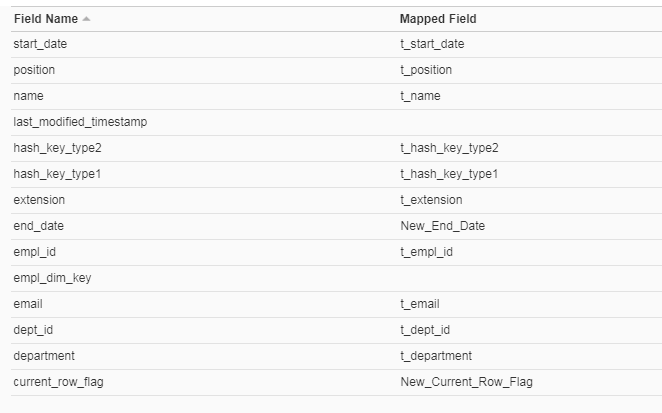 Field Name Mapped Field
start_date t_start_date
position t_position
name t_name
last_modified_timestamp
hash_key_type2 t_hash_key_type2
hash_key_type1 t_hash_key_type1
extension t_extension
end_date New_End_Date
empl_id t_empl_id
empl_dim_key
email t_email
dept_id t_dept_id
department t_department
current_row_flag New_Current_Row_Flag